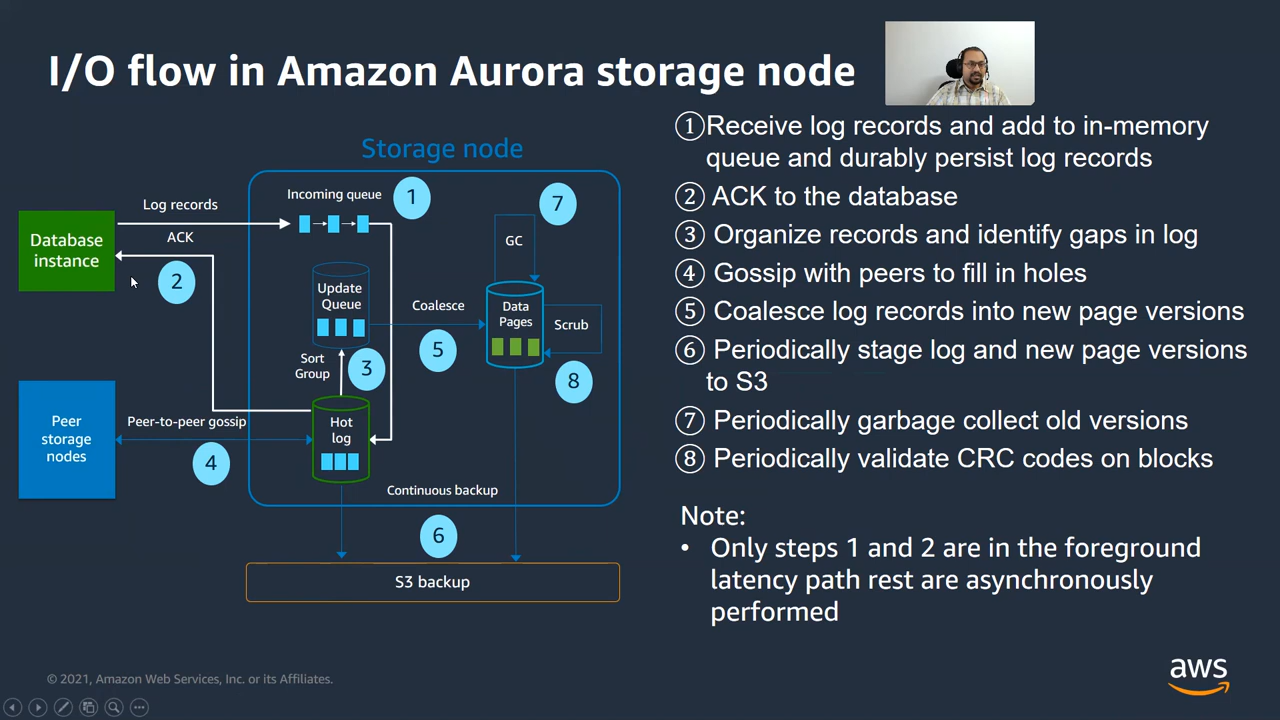 I/O flow in Amazon Aurora storage node
Storage node
Log records
ACK
Database
instance
2
Incoming queue
1
Update
Queue
Sort
Group
3
Coalesce
5
7
GC
Data
Pages
Scrub
8
Peer
storage
nodes
Peer-to-peer gossip
4
Hot
log
Continuous backup
6
S3 backup
① Receive log records and add to in-memory
queue and durably persist log records
② ACK to the database
③ Organize records and identify gaps in log
④ Gossip with peers to fill in holes
⑤ Coalesce log records into new page versions
⑥ Periodically stage log and new page versions
to S3
⑦ Periodically garbage collect old versions
⑧ Periodically validate CRC codes on blocks
Note:
• Only steps 1 and 2 are in the foreground
latency path rest are asynchronously
performed
© 2021, Amazon Web Services, Inc. or its Affiliates.
aws